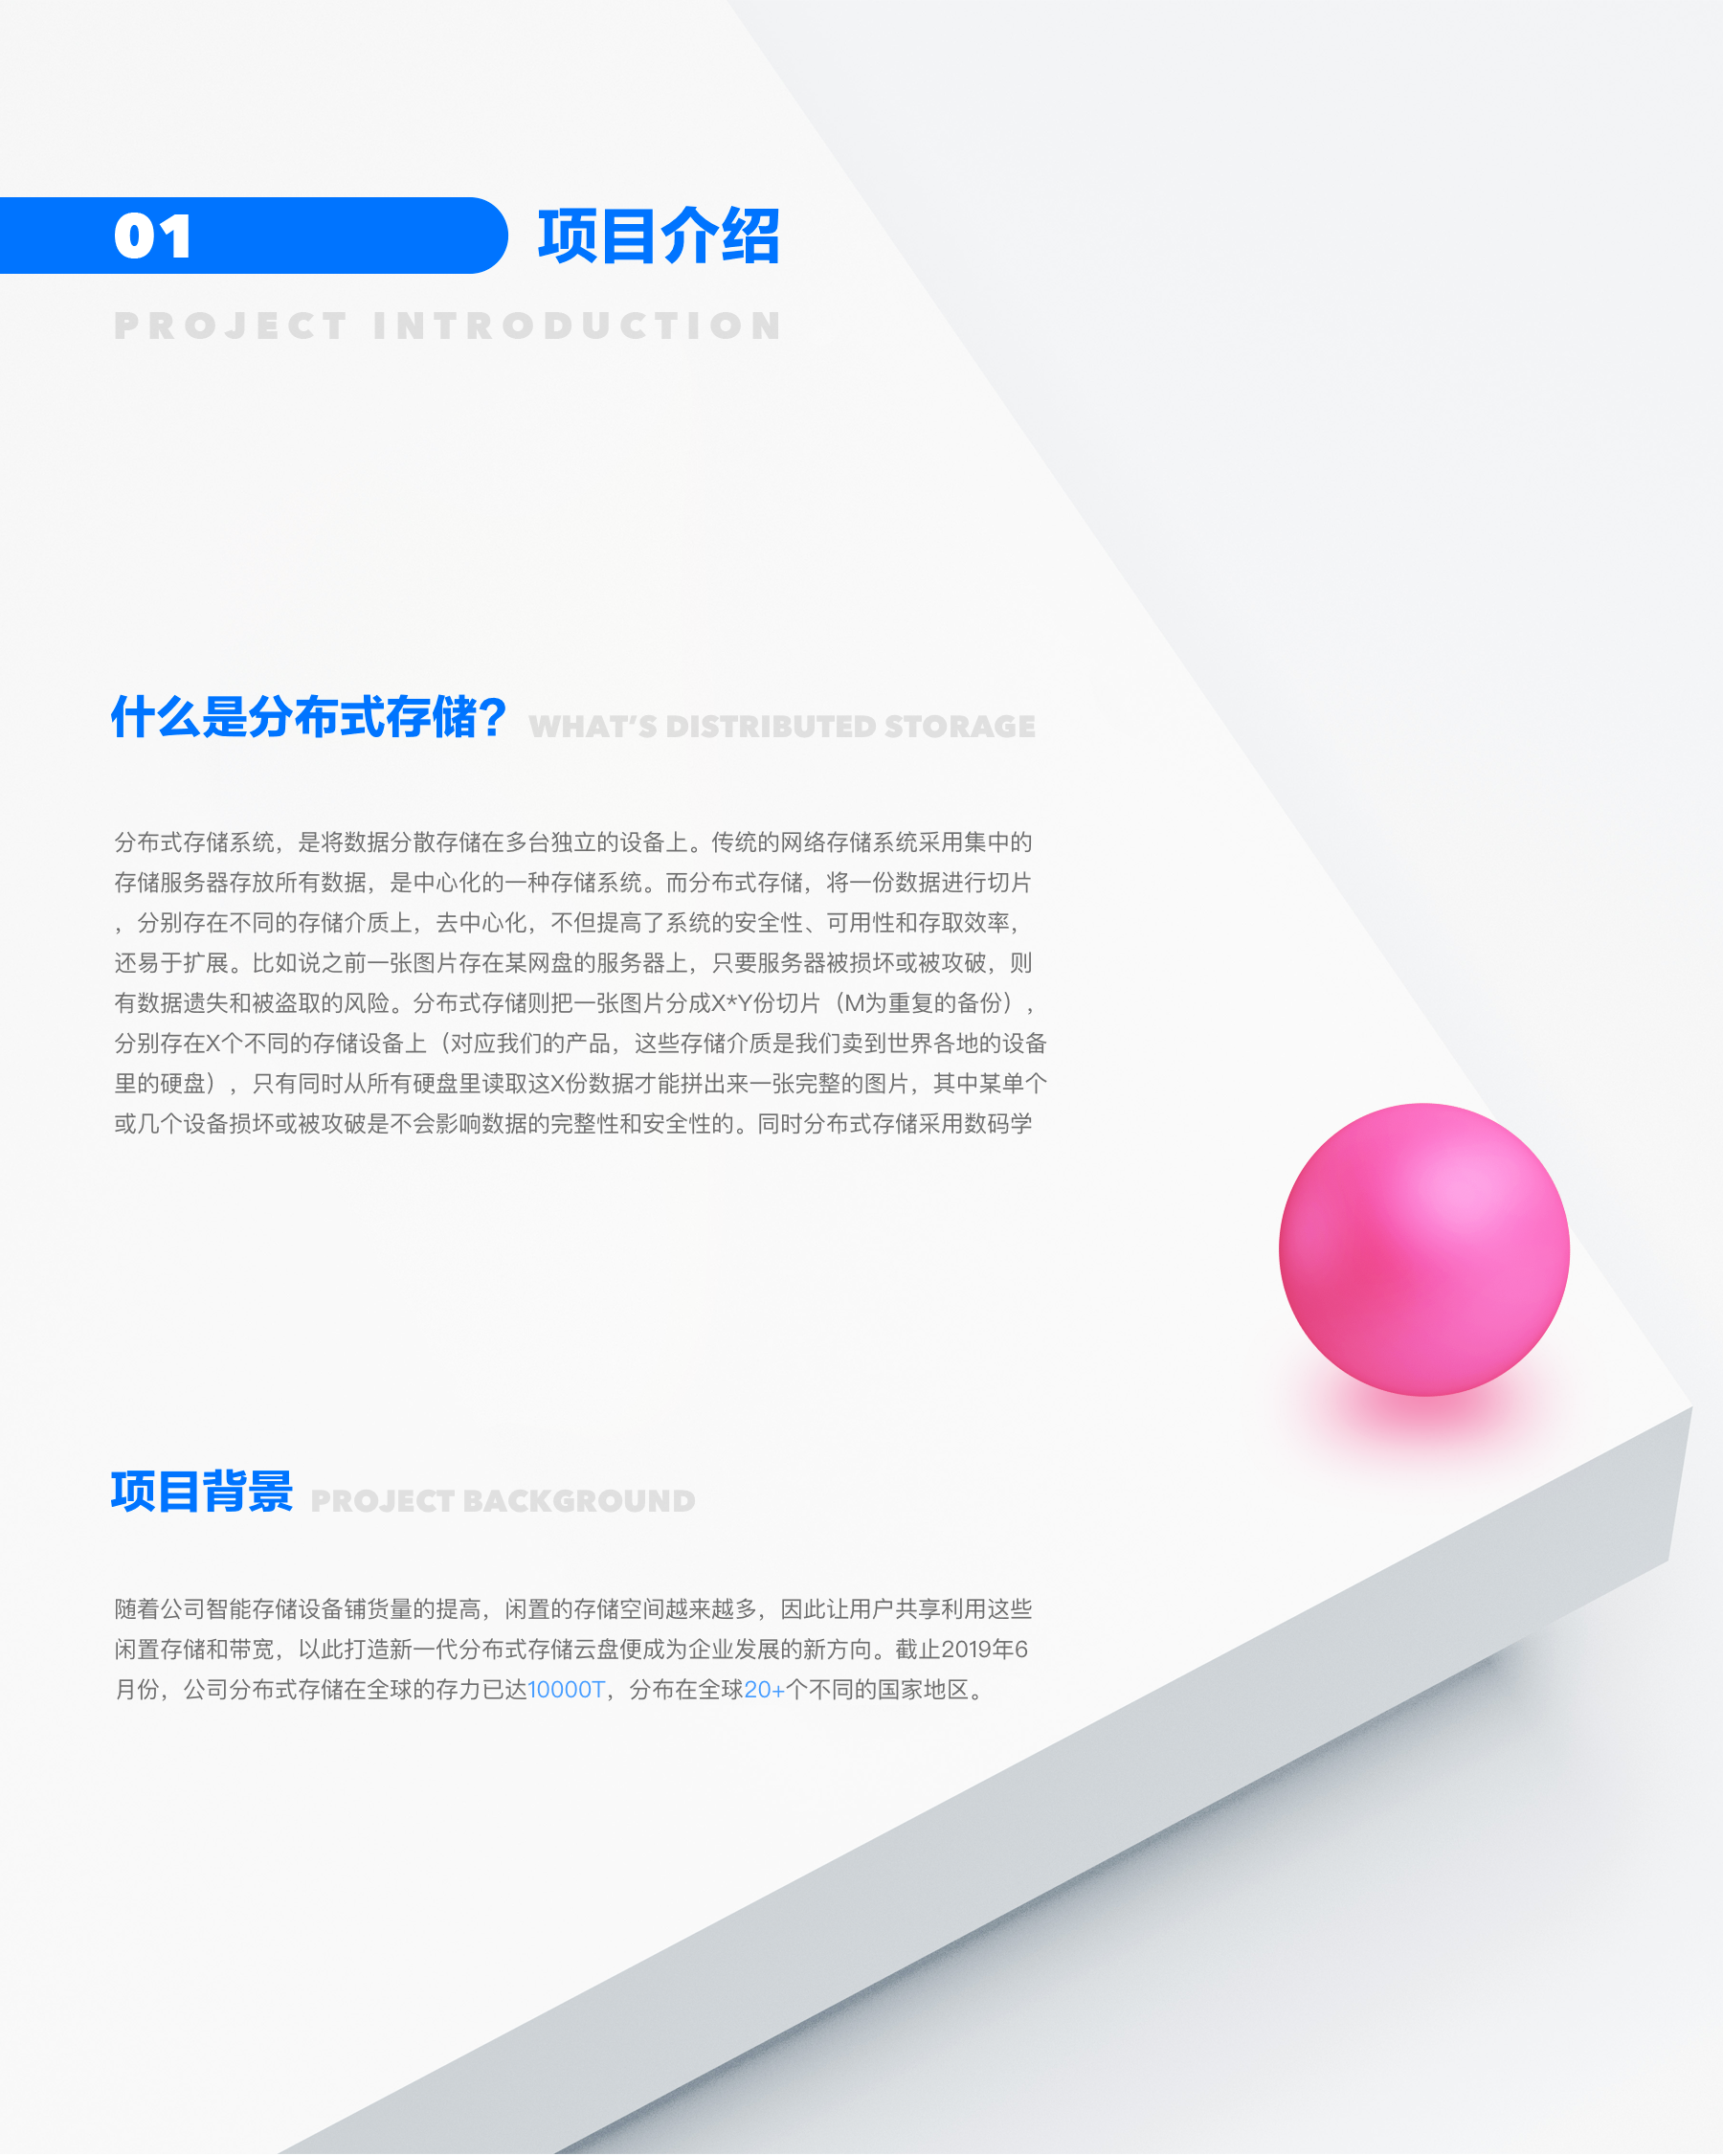 01 项目介绍
PROJECT INTRODUCTION
什么是分布式存储? WHAT'S DISTRIBUTED STORAGE
分布式存储系统，是将数据分散存储在多台独立的设备上。传统的网络存储系统采用集中的
存储服务器存放所有数据，是中心化的一种存储系统。而分布式存储，将一份数据进行切片
，分别存在不同的存储介质上，去中心化，不但提高了系统的安全性、可用性和存取效率，
还易于扩展。比如说之前一张图片存在某网盘的服务器上，只要服务器被损坏或被攻破，则
有数据遗失和被盗取的风险。分布式存储则把一张图片分成X*Y份切片（M为重复的备份），
分别存在X个不同的存储设备上（对应我们的产品，这些存储介质是我们卖到世界各地的设备
里的硬盘），只有同时从所有硬盘里读取这X份数据才能拼出来一张完整的图片，其中某单个
或几个设备损坏或被攻破是不会影响数据的完整性和安全性的。同时分布式存储采用数码学
项目背景 PROJECT BACKGROUND
随着公司智能存储设备铺货量的提高，闲置的存储空间越来越多，因此让用户共享利用这些
闲置存储和带宽，以此打造新一代分布式存储云盘便成为企业发展的新方向。截止2019年6
月份，公司分布式存储在全球的存力已达10000T，分布在全球20+个不同的国家地区。